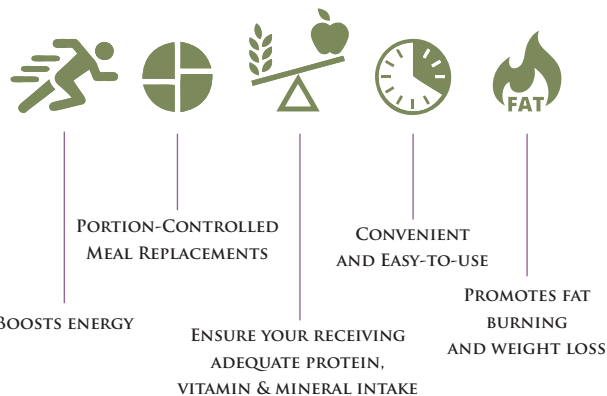 FAT
Portion-Controlled
Meal Replacements
Convenient
and Easy-to-use
Boosts energy
Promotes fat
burning
and weight loss
Ensure your receiving
adequate protein,
vitamin & mineral intake